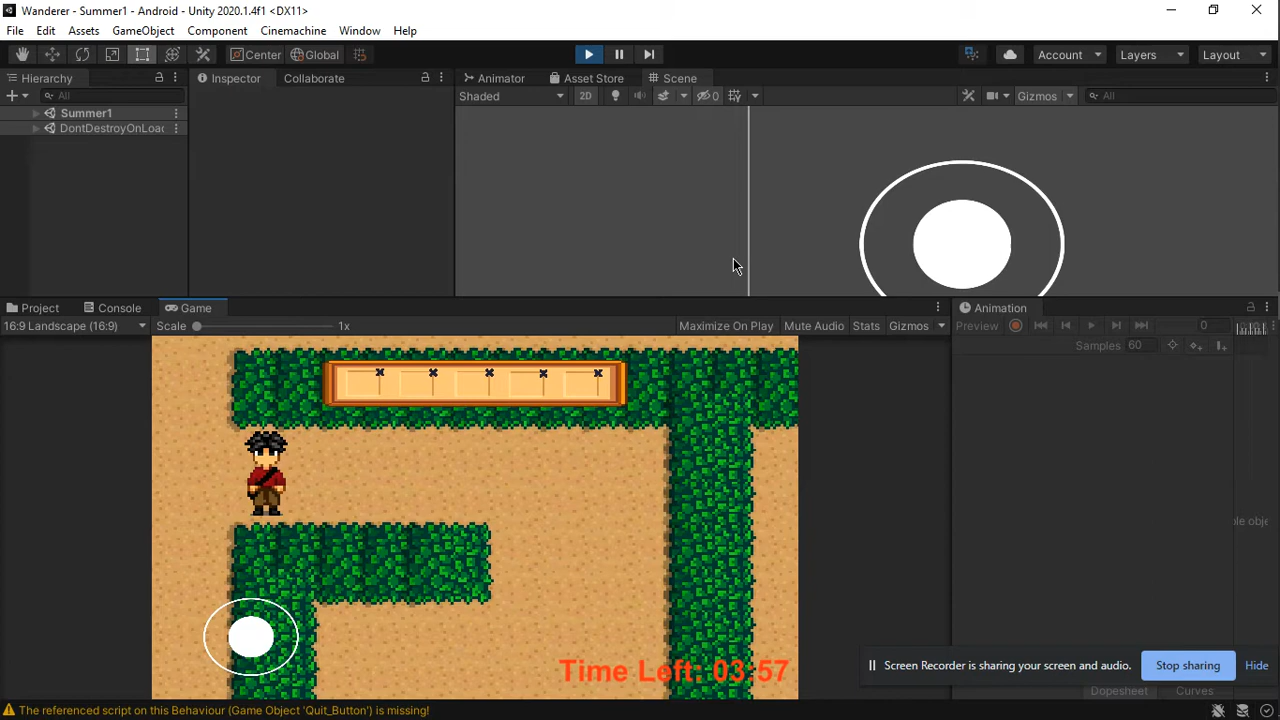 Wanderer - Summer1 - Android - Unity 2020.1.4f1 <DX11>
File Edit Assets GameObject Component Cinemachine Window Help
Center Global Account Layers Layout
Hierarchy Inspector Collaborate Animator Asset Store Scene
All Shaded 2D 0 Gizmos All
Summer1
DontDestroyOnLoad
Project Console Game Animation
16:9 Landscape (16:9) Scale 1x Maximize On Play Mute Audio Stats Gizmos Preview 0
Samples 60
ble obje
Time Left: 03:57
Screen Recorder is sharing your screen and audio. Stop sharing Hide
Dopesheet Curves
The referenced script on this Behaviour (Game Object 'Quit_Button') is missing!